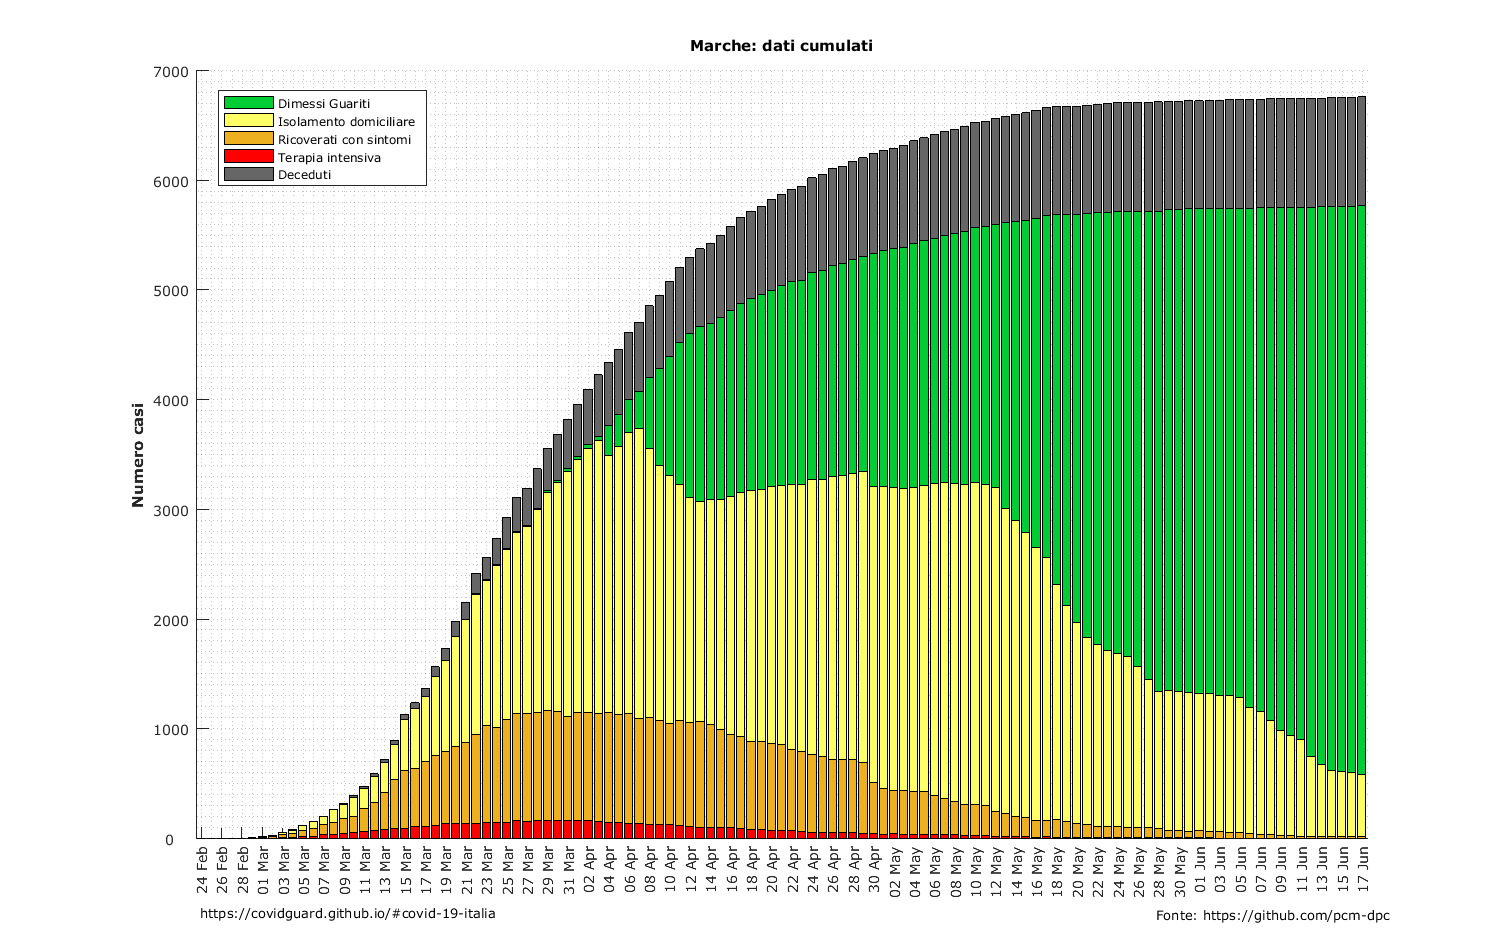 Marche: dati cumulati
7000
6000
5000
4000
3000
2000
1000
0
Numero casi
Dimessi Guariti
Isolamento domiciliare
Ricoverati con sintomi
Terapia intensiva
Deceduti
24 Feb
26 Feb
28 Feb
01 Mar
03 Mar
05 Mar
07 Mar
09 Mar
11 Mar
13 Mar
15 Mar
17 Mar
19 Mar
21 Mar
23 Mar
25 Mar
27 Mar
29 Mar
31 Mar
02 Apr
04 Apr
06 Apr
08 Apr
10 Apr
12 Apr
14 Apr
16 Apr
18 Apr
20 Apr
22 Apr
24 Apr
26 Apr
28 Apr
30 Apr
02 May
04 May
06 May
08 May
10 May
12 May
14 May
16 May
18 May
20 May
22 May
24 May
26 May
28 May
30 May
01 Jun
03 Jun
05 Jun
07 Jun
09 Jun
11 Jun
13 Jun
15 Jun
17 Jun
https://covidguard.github.io/#covid-19-italia
Fonte: https://github.com/pcm-dpc